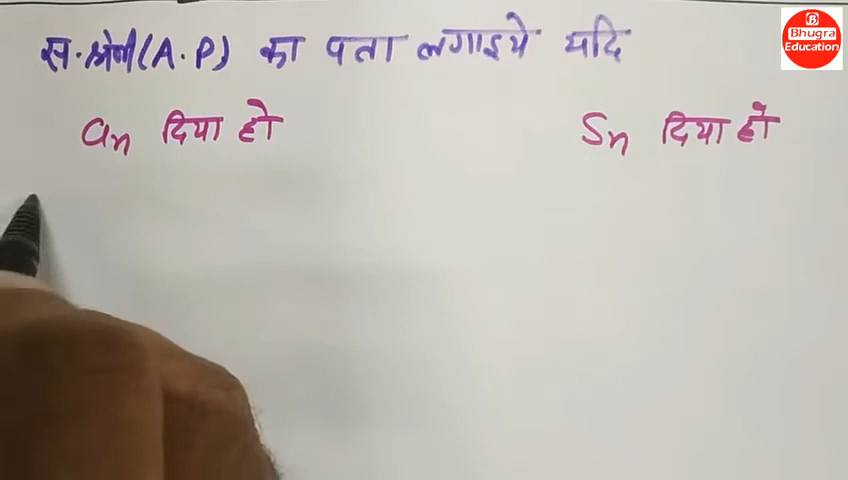 स॰श्रेणी (A.P) का पता लगाइये यदि
an दिया हो
Sn दिया हो
B
Bhugra
Education